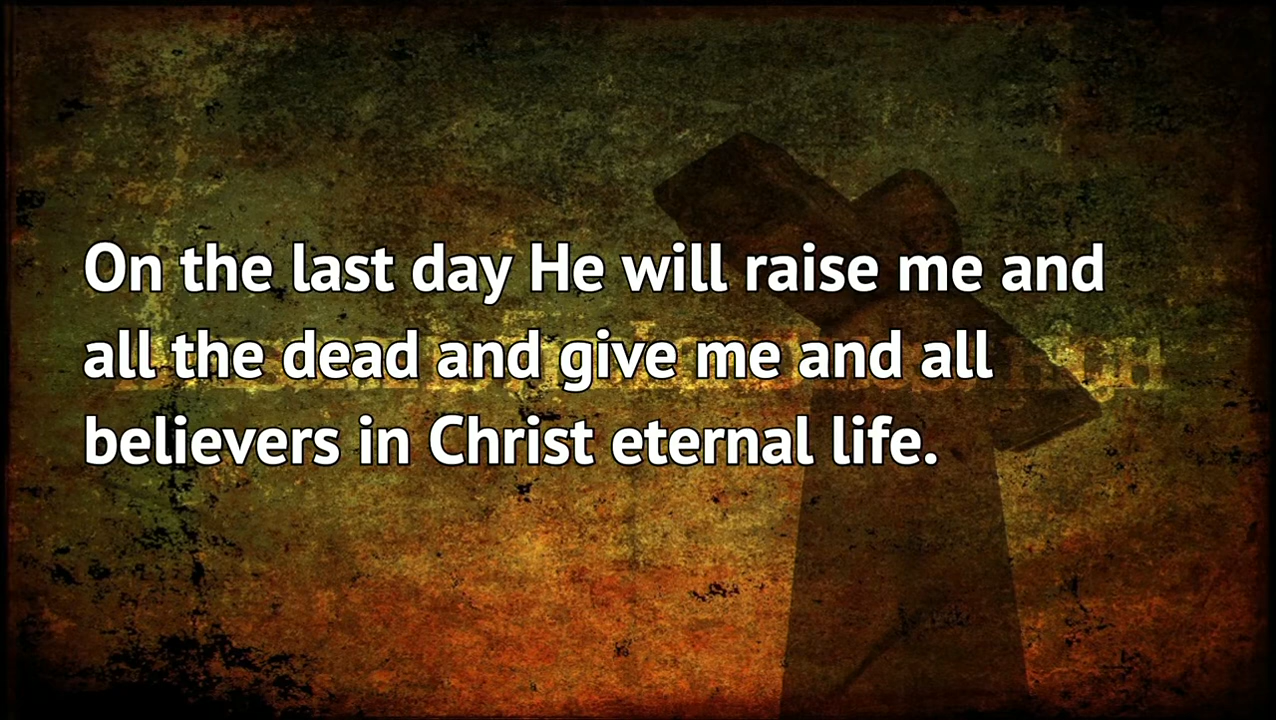 On the last day He will raise me and
all the dead and give me and all
believers in Christ eternal life.